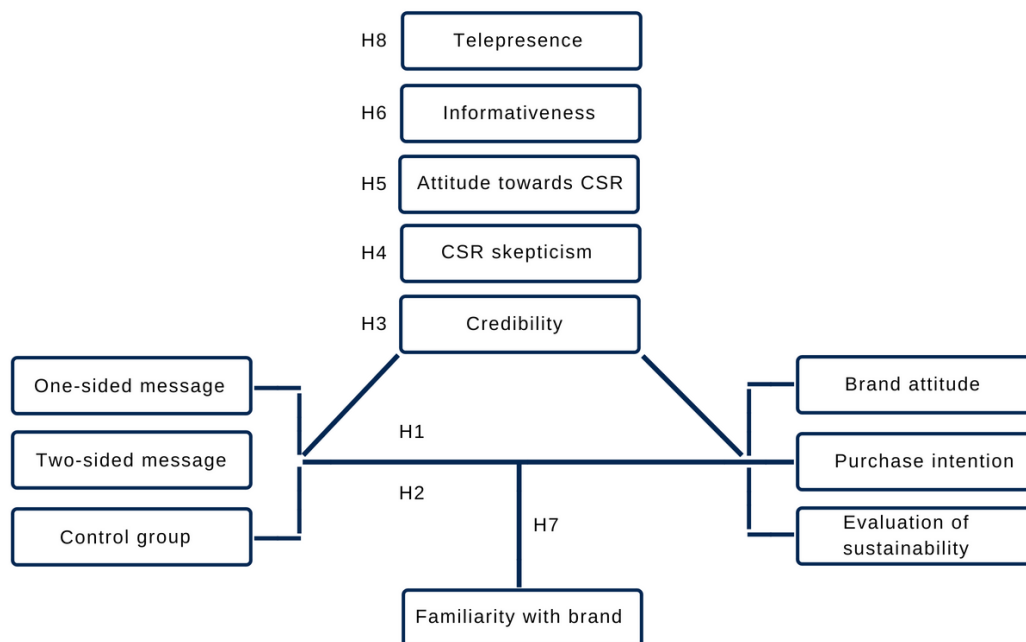 H8 Telepresence
H6 Informativeness
H5 Attitude towards CSR
H4 CSR skepticism
H3 Credibility
One-sided message
Two-sided message
Control group
H1
H2
H7
Brand attitude
Purchase intention
Evaluation of
sustainability
Familiarity with brand